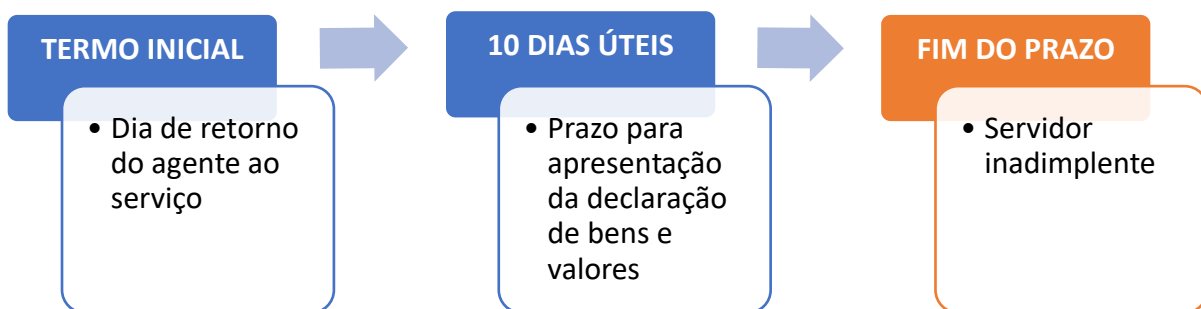 TERMO INICIAL
• Dia de retorno
do agente ao
serviço
10 DIAS ÚTEIS
• Prazo para
apresentação
da declaração
de bens e
valores
FIM DO PRAZO
• Servidor
inadimplente